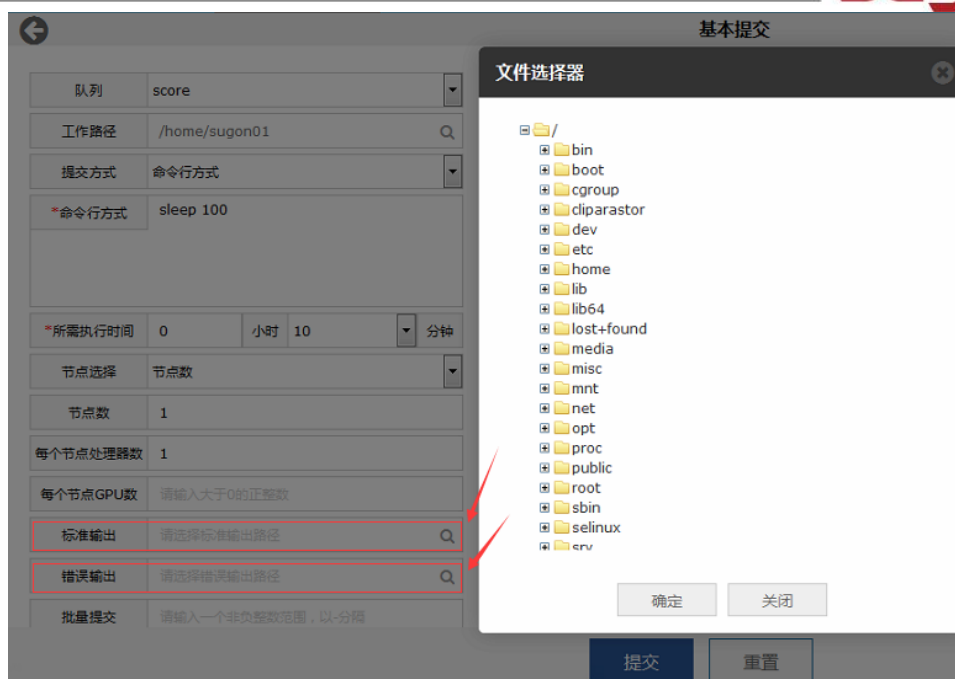 基本提交
队列 score
工作路径 /home/sugon01
提交方式 命令行方式
*命令行方式 sleep 100
*所需执行时间 0 小时 10 分钟
节点选择 节点数
节点数 1
每个节点处理器数 1
每个节点GPU数 请输入大于0的正整数
标准输出 请选择标准输出路径
错误输出 请选择错误输出路径
批量提交 请输入一个非负整数范围，以-分隔
文件选择器
/
bin
boot
cgroup
cliparastor
dev
etc
home
lib
lib64
lost+found
media
misc
mnt
net
opt
proc
public
root
sbin
selinux
srv
确定 关闭
提交 重置